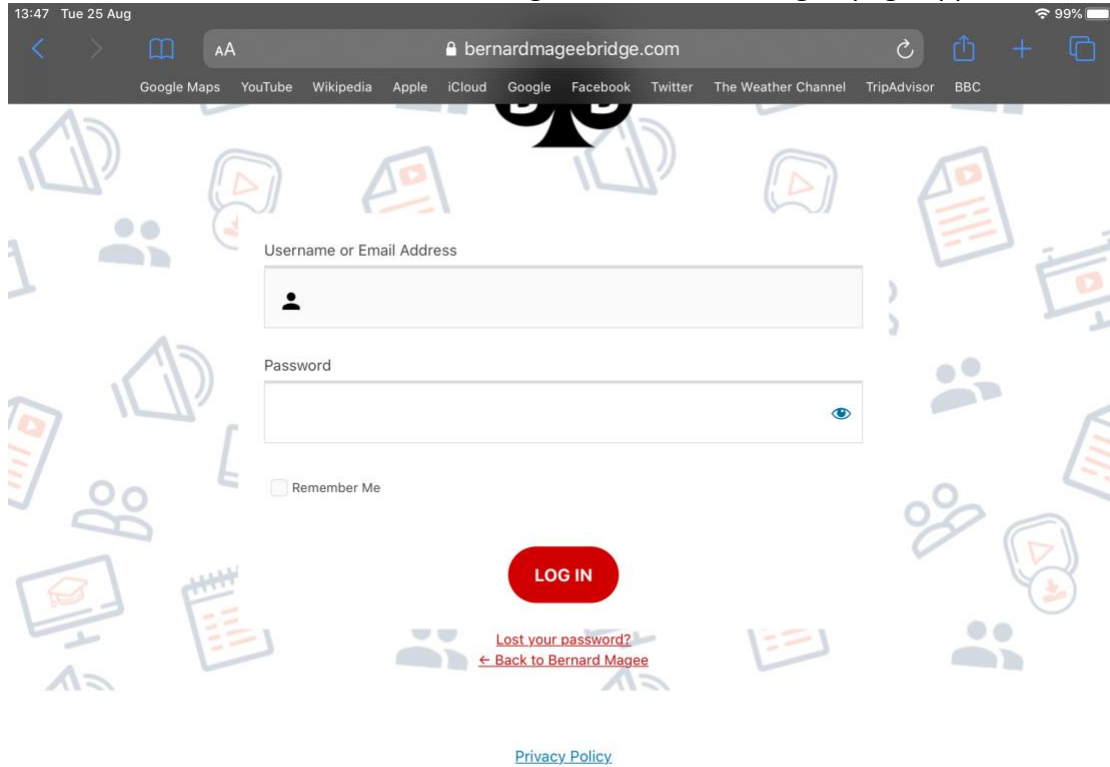 13:47 Tue 25 Aug 99%
AA bernardmageebridge.com
Google Maps YouTube Wikipedia Apple iCloud Google Facebook Twitter The Weather Channel TripAdvisor BBC
B B
Username or Email Address
Password
Remember Me
LOG IN
Lost your password?
← Back to Bernard Magee
Privacy Policy